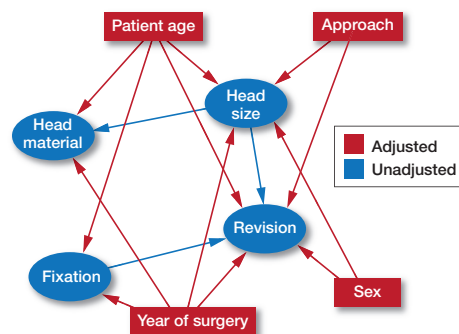 Patient age
Approach
Head
size
Head
material
Adjusted
Unadjusted
Revision
Fixation
Sex
Year of surgery